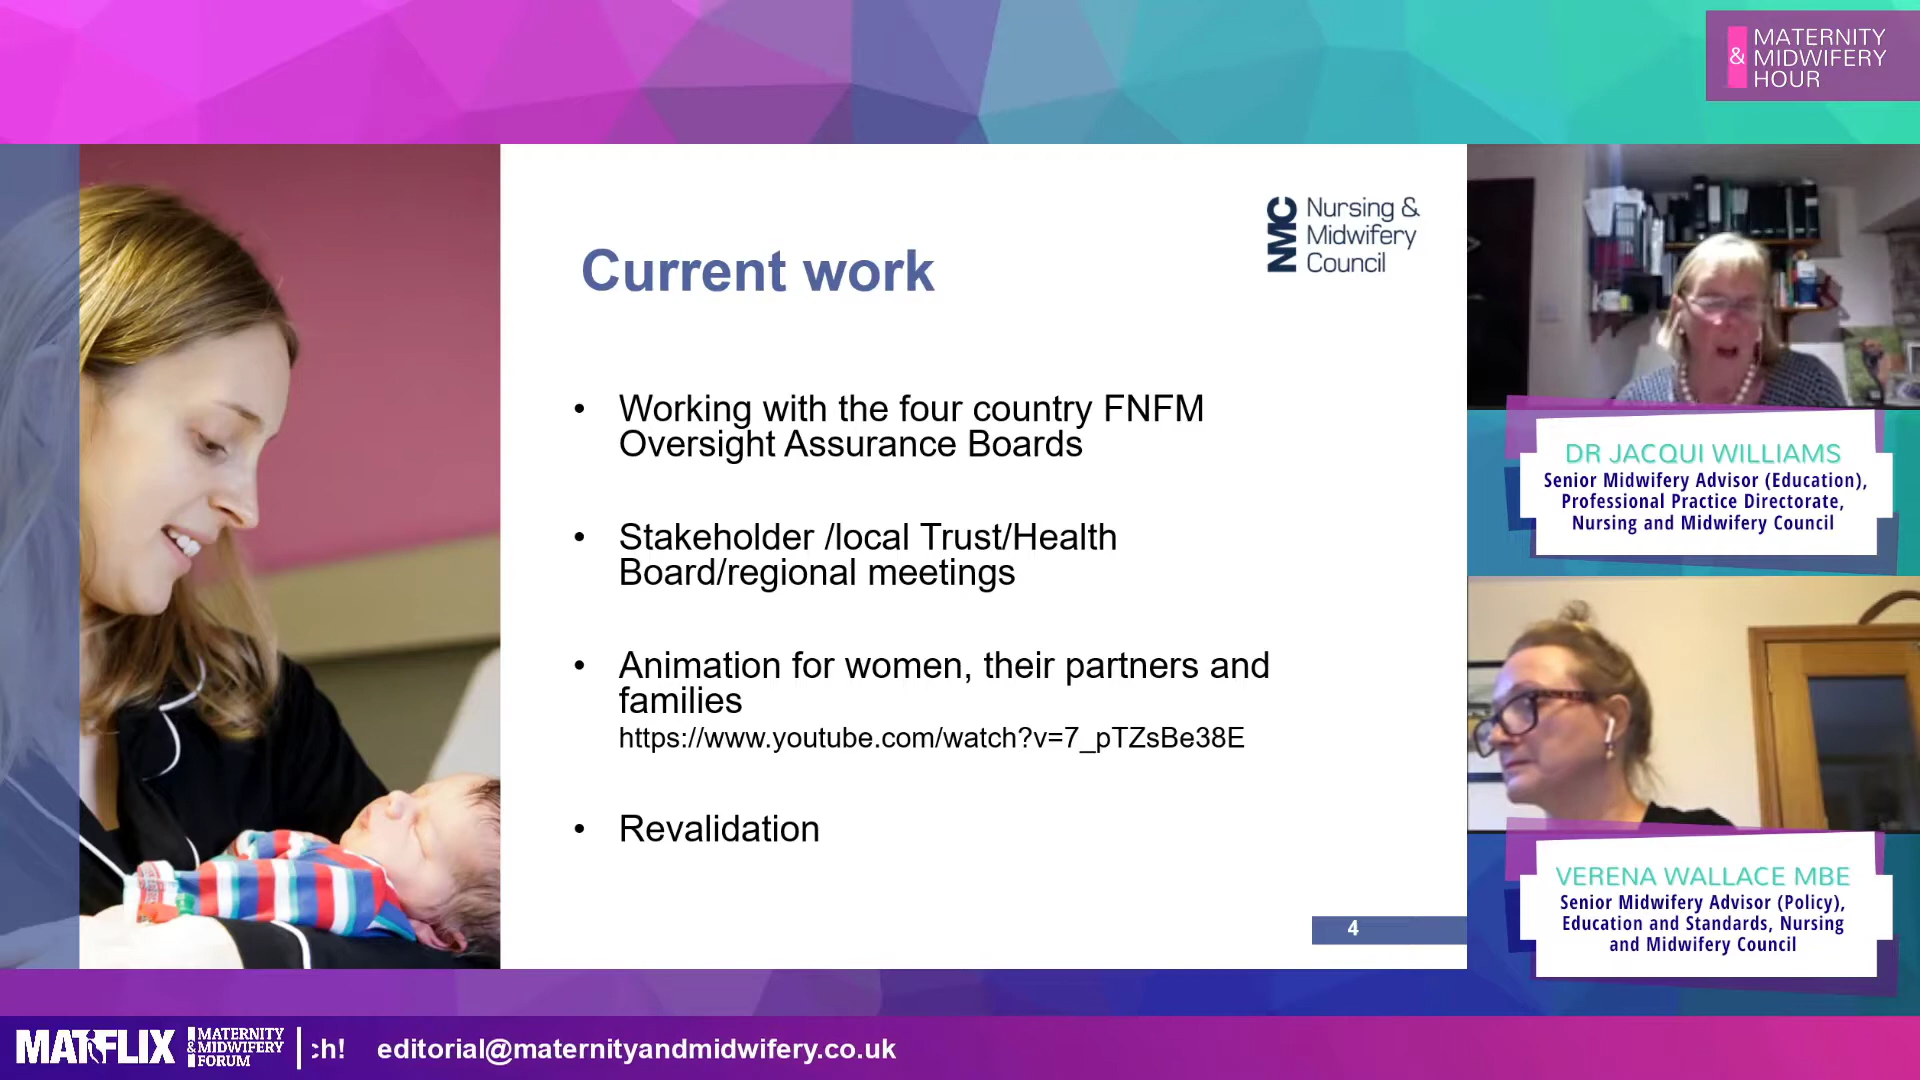 & MATERNITY
MIDWIFERY
HOUR
NMC Nursing &
Midwifery
Council
Current work
• Working with the four country FNFM
Oversight Assurance Boards
• Stakeholder /local Trust/Health
Board/regional meetings
• Animation for women, their partners and
families
https://www.youtube.com/watch?v=7_pTZsBe38E
• Revalidation
4
DR JACQUI WILLIAMS
Senior Midwifery Advisor (Education),
Professional Practice Directorate,
Nursing and Midwifery Council
VERENA WALLACE MBE
Senior Midwifery Advisor (Policy),
Education and Standards, Nursing
and Midwifery Council
MATFLIX
MATERNITY
& MIDWIFERY
FORUM
ch! editorial@maternityandmidwifery.co.uk